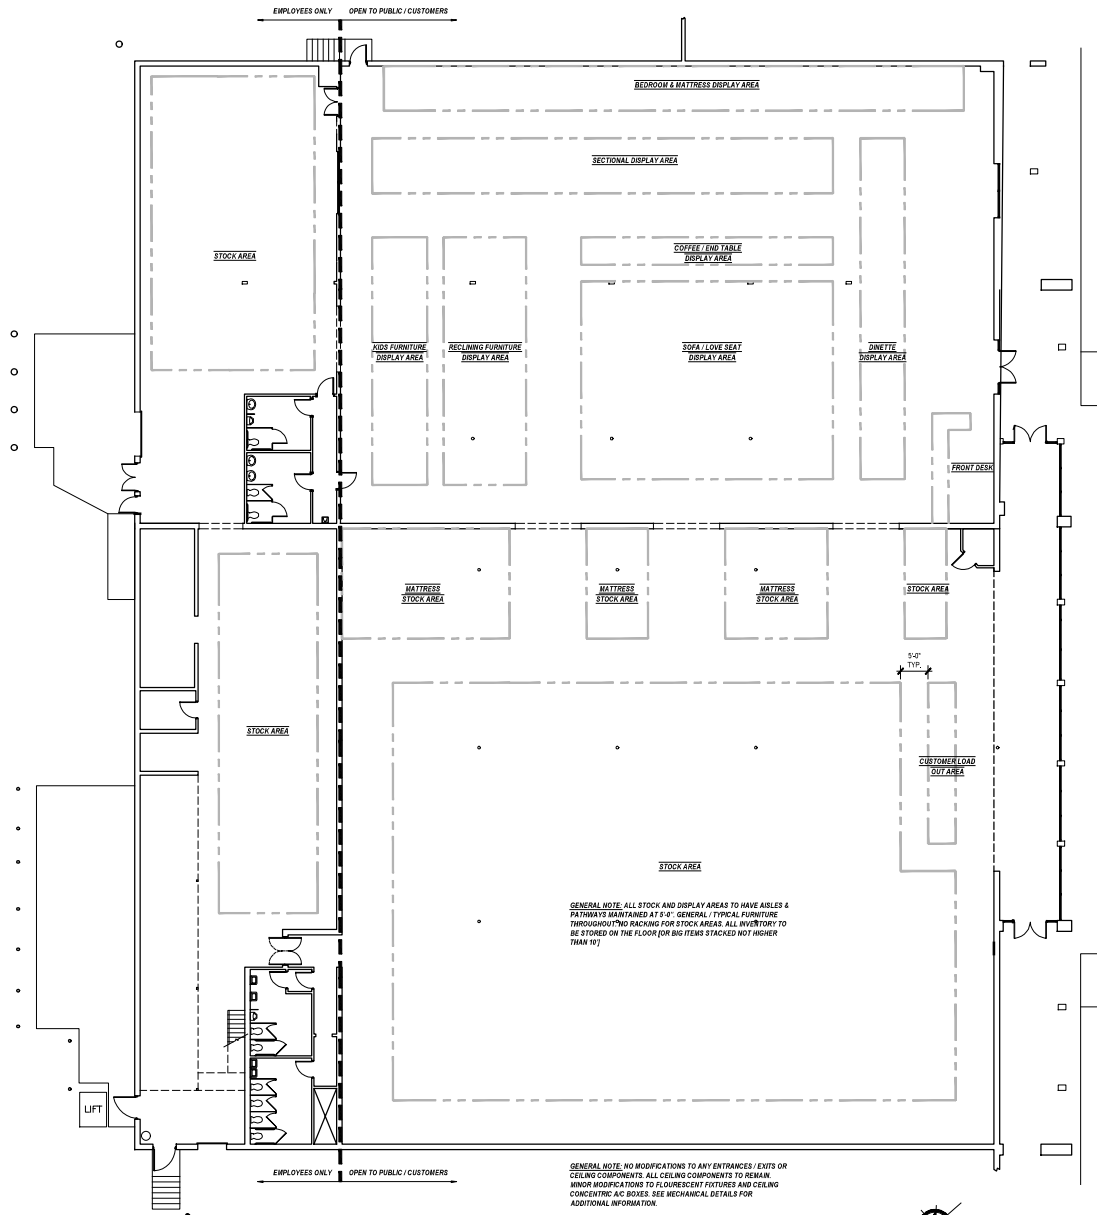 EMPLOYEES ONLY
OPEN TO PUBLIC / CUSTOMERS
BEDROOM & MATTRESS DISPLAY AREA
SECTIONAL DISPLAY AREA
STOCK AREA
COFFEE / END TABLE
DISPLAY AREA
KIDS FURNITURE
DISPLAY AREA
RECLINING FURNITURE
DISPLAY AREA
SOFA / LOVE SEAT
DISPLAY AREA
DINETTE
DISPLAY AREA
FRONT DESK
MATTRESS
STOCK AREA
MATTRESS
STOCK AREA
MATTRESS
STOCK AREA
STOCK AREA
5'-0"
TYP.
STOCK AREA
CUSTOMER LOAD
OUT AREA
STOCK AREA
GENERAL NOTE: ALL STOCK AND DISPLAY AREAS TO HAVE AISLES &
PATHWAYS MAINTAINED AT 5'-0". GENERAL / TYPICAL FURNITURE
THROUGHOUT. NO RACKING FOR STOCK AREAS. ALL INVENTORY TO
BE STORED ON THE FLOOR [OR BIG ITEMS STACKED NOT HIGHER
THAN 10']
LIFT
EMPLOYEES ONLY
OPEN TO PUBLIC / CUSTOMERS
GENERAL NOTE: NO MODIFICATIONS TO ANY ENTRANCES / EXITS OR
CEILING COMPONENTS. ALL CEILING COMPONENTS TO REMAIN.
MINOR MODIFICATIONS TO FLOURESCENT FIXTURES AND CEILING
CONCENTRIC A/C BOXES. SEE MECHANICAL DETAILS FOR
ADDITIONAL INFORMATION.